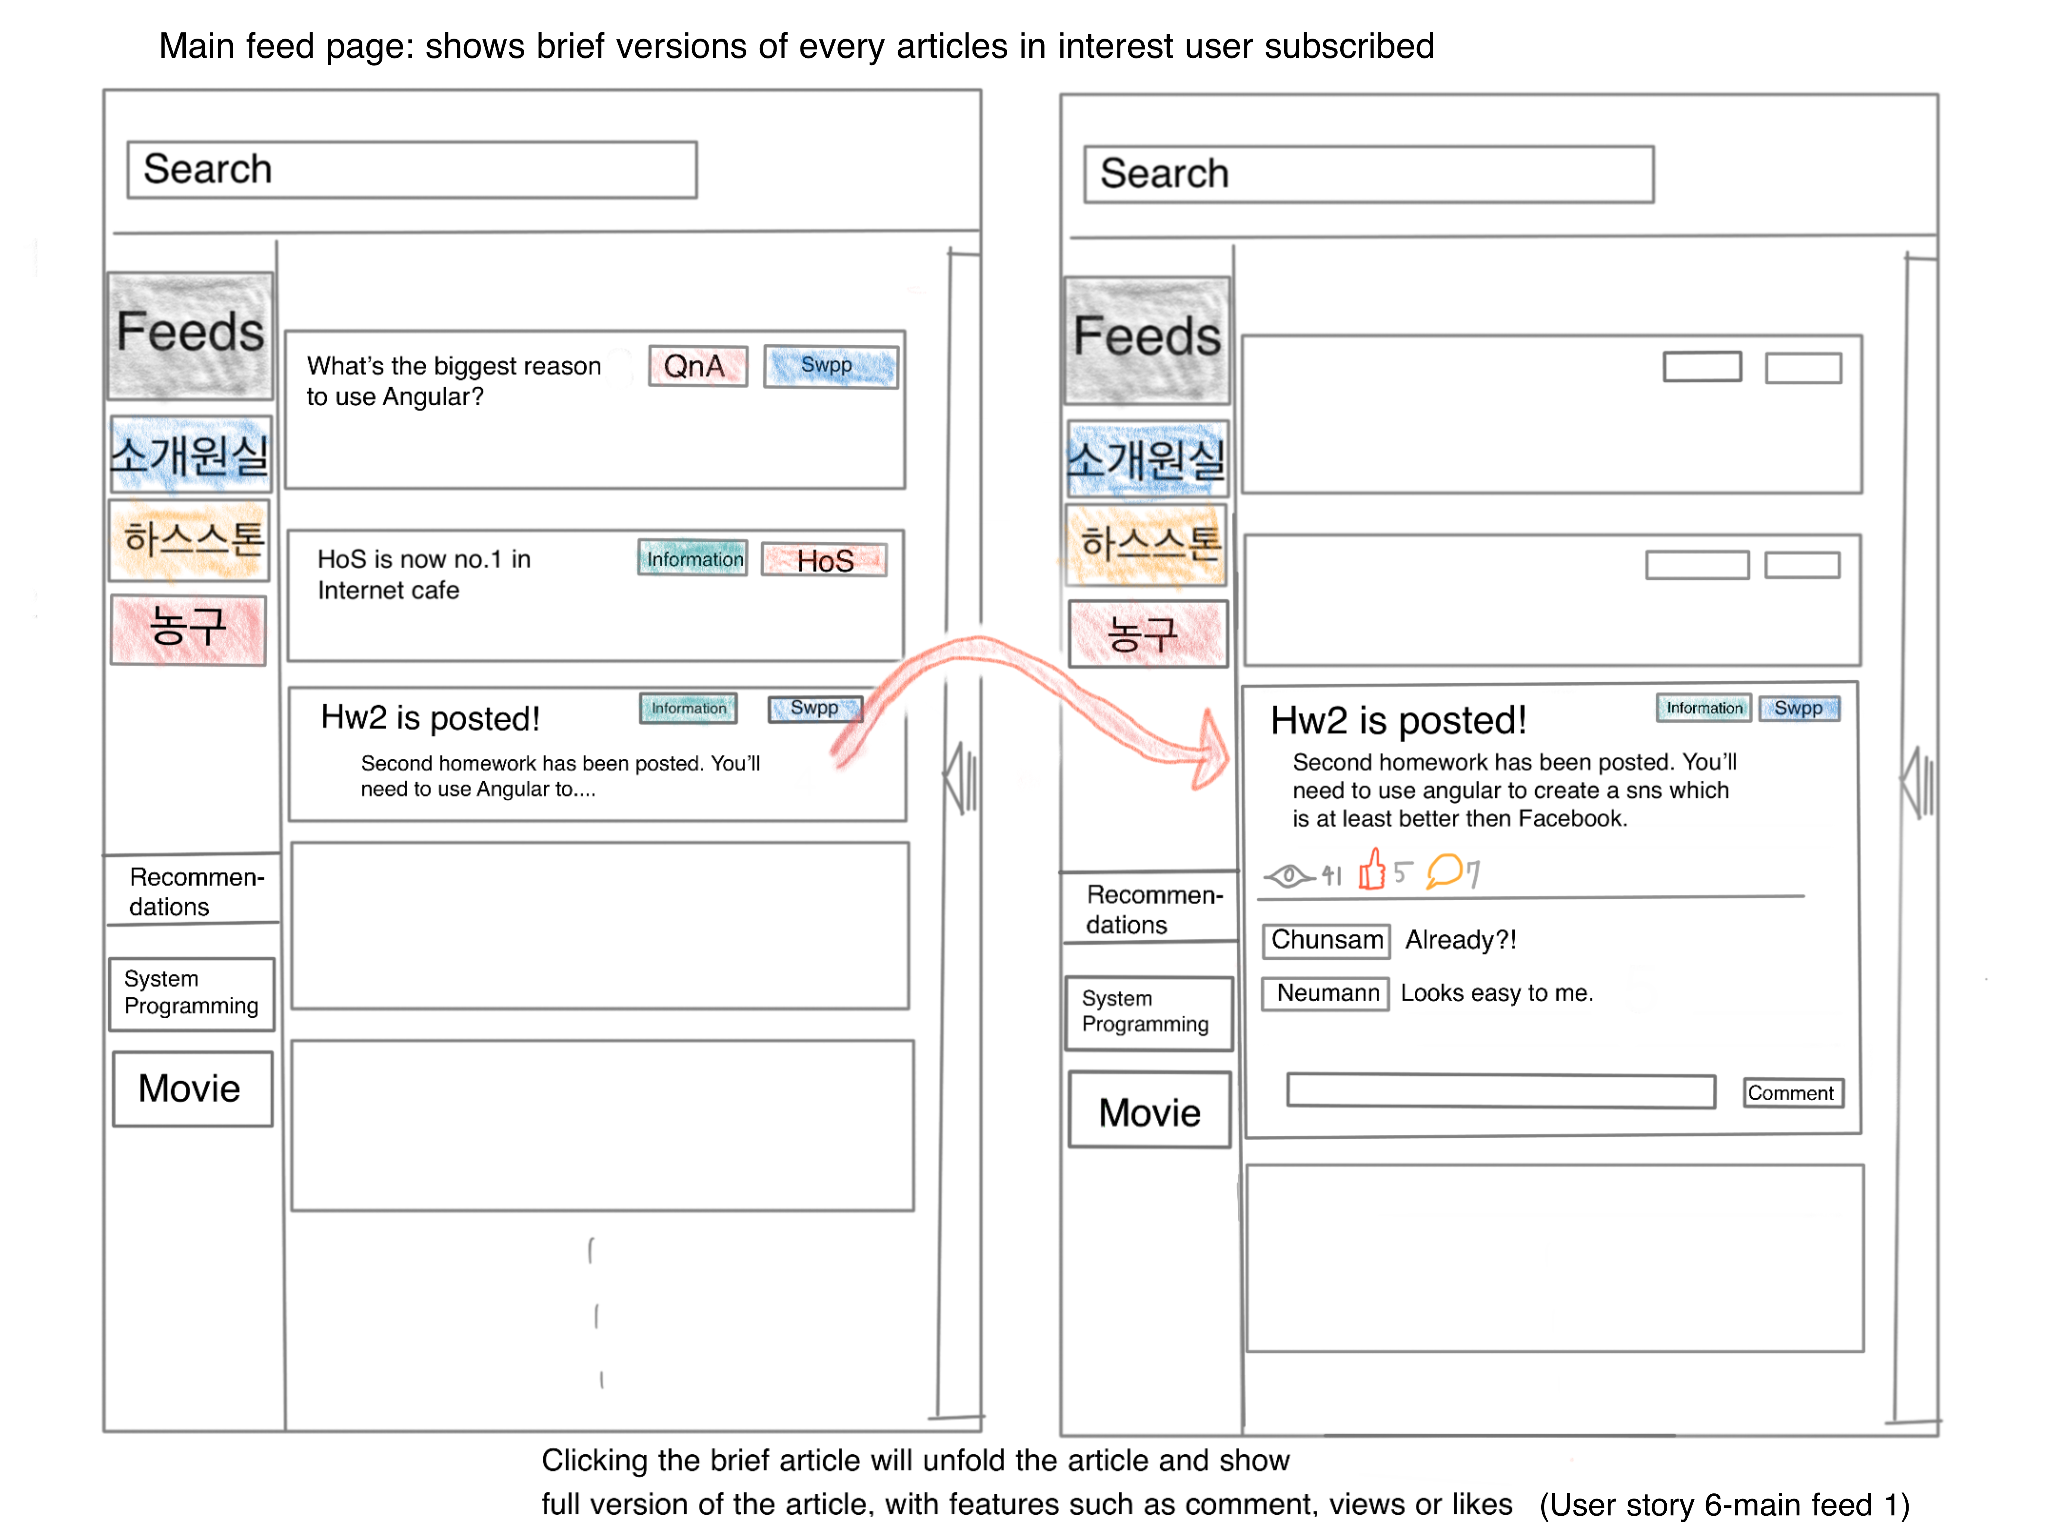 Main feed page: shows brief versions of every articles in interest user subscribed
Search
Feeds
소개원실
하스스톤
농구
Recommen-
dations
System
Programming
Movie
What's the biggest reason
to use Angular?
QnA
Swpp
HoS is now no.1 in
Internet cafe
Information
HoS
Hw2 is posted!
Information
Swpp
Second homework has been posted. You'll
need to use Angular to....
Search
Feeds
소개원실
하스스톤
농구
Recommen-
dations
System
Programming
Movie
Hw2 is posted!
Information
Swpp
Second homework has been posted. You'll
need to use angular to create a sns which
is at least better then Facebook.
41 5 7
Chunsam Already?!
Neumann Looks easy to me.
Comment
Clicking the brief article will unfold the article and show
full version of the article, with features such as comment, views or likes (User story 6-main feed 1)